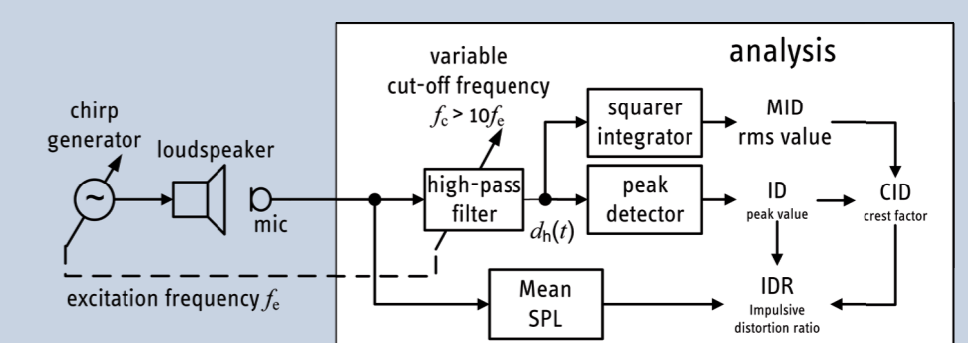 analysis
variable
cut-off frequency
fc > 10fe
chirp
generator
loudspeaker
~
mic
high-pass
filter
dh(t)
squarer
integrator
MID
rms value
peak
detector
ID
peak value
CID
crest factor
excitation frequency fe
Mean
SPL
IDR
Impulsive
distortion ratio